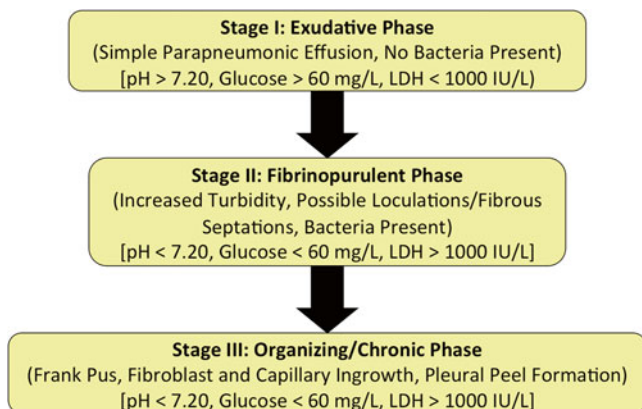 Stage I: Exudative Phase
(Simple Parapneumonic Effusion, No Bacteria Present)
[pH > 7.20, Glucose > 60 mg/L, LDH < 1000 IU/L)
Stage II: Fibrinopurulent Phase
(Increased Turbidity, Possible Loculations/Fibrous
Septations, Bacteria Present)
[pH < 7.20, Glucose < 60 mg/L, LDH > 1000 IU/L]
Stage III: Organizing/Chronic Phase
(Frank Pus, Fibroblast and Capillary Ingrowth, Pleural Peel Formation)
[pH < 7.20, Glucose < 60 mg/L, LDH > 1000 IU/L]